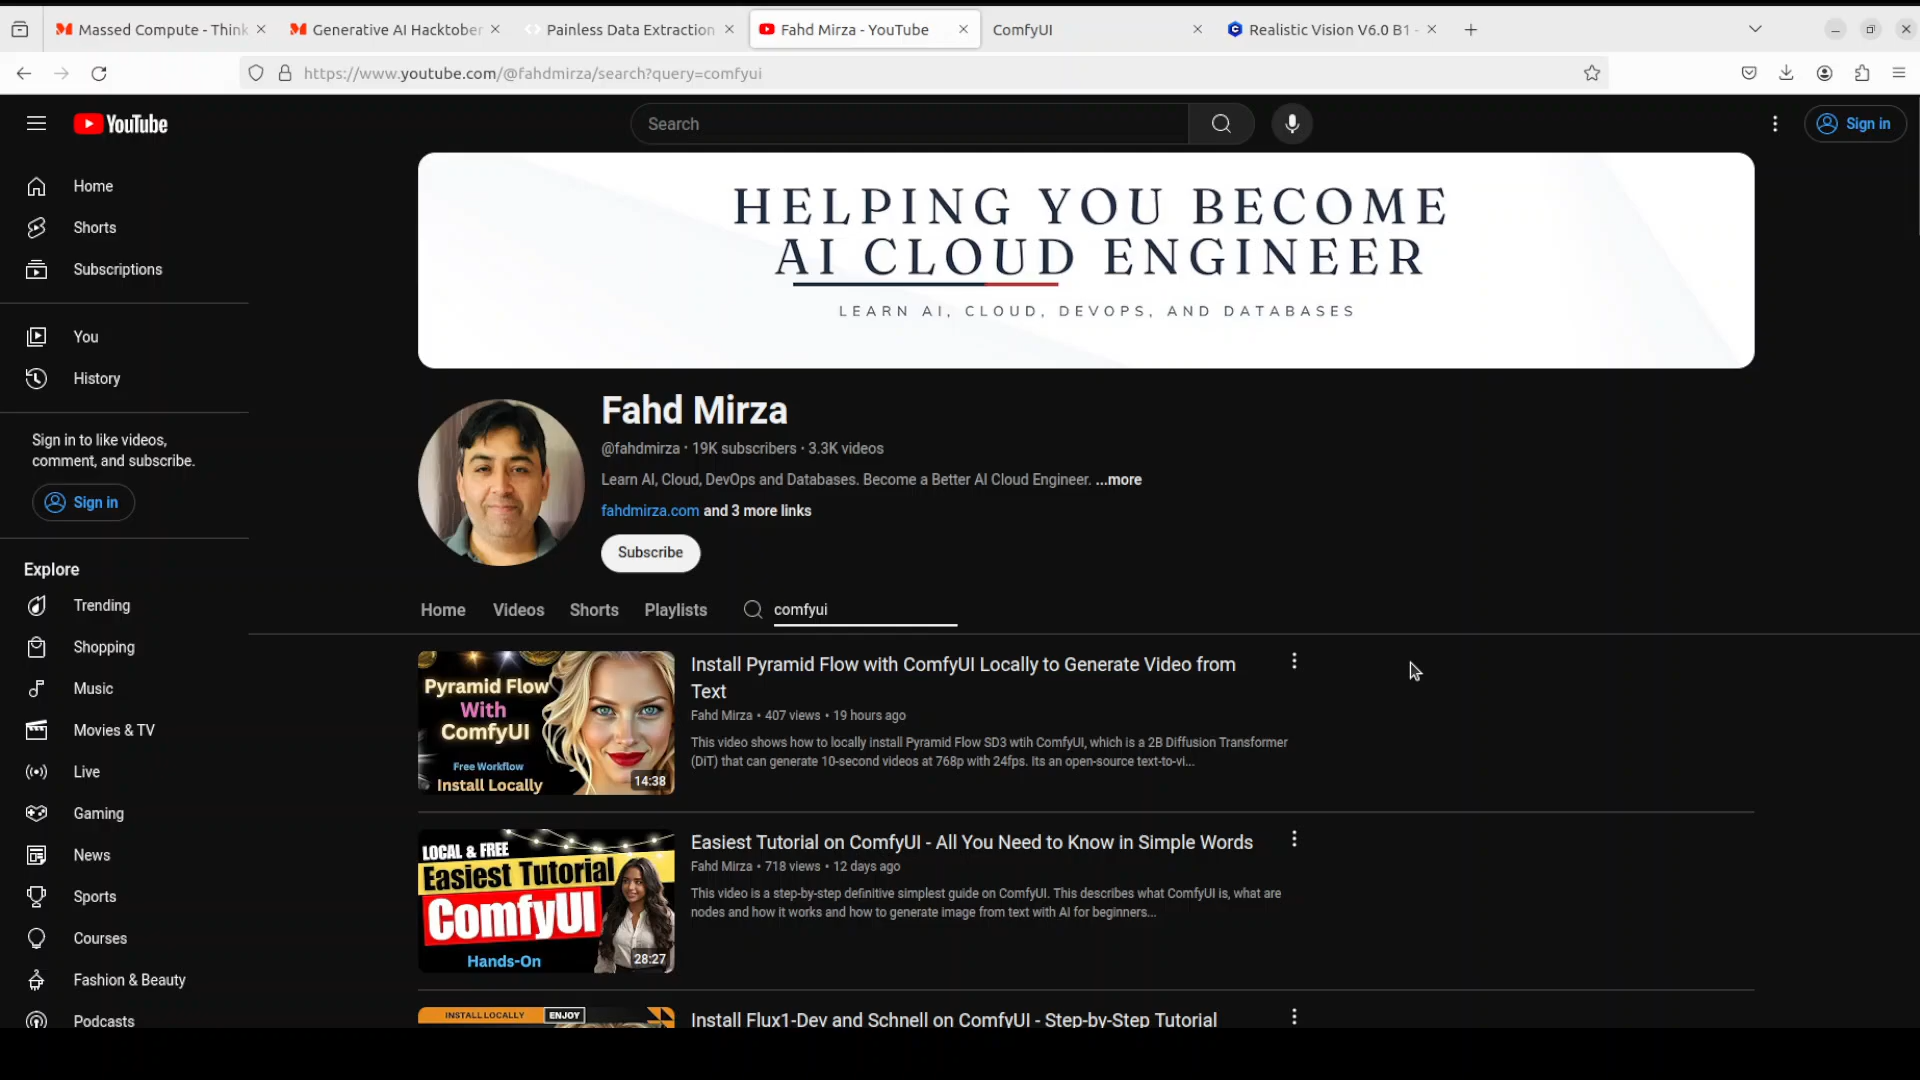 Massed Compute - Think
Generative AI Hacktober
Painless Data Extraction
Fahd Mirza - YouTube
ComfyUI
Realistic Vision V6.0 B1 -
https://www.youtube.com/@fahdmirza/search?query=comfyui
YouTube
Search
Sign in
Home
Shorts
Subscriptions
You
History
Sign in to like videos,
comment, and subscribe.
Sign in
Explore
Trending
Shopping
Music
Movies & TV
Live
Gaming
News
Sports
Courses
Fashion & Beauty
Podcasts
HELPING YOU BECOME
AI CLOUD ENGINEER
LEARN AI, CLOUD, DEVOPS, AND DATABASES
Fahd Mirza
@fahdmirza • 19K subscribers • 3.3K videos
Learn AI, Cloud, DevOps and Databases. Become a Better AI Cloud Engineer. ...more
fahdmirza.com and 3 more links
Subscribe
Home Videos Shorts Playlists comfyui
Pyramid Flow
With
ComfyUI
Free Workflow
Install Locally
14:38
Install Pyramid Flow with ComfyUI Locally to Generate Video from
Text
Fahd Mirza • 407 views • 19 hours ago
This video shows how to locally install Pyramid Flow SD3 wtih ComfyUI, which is a 2B Diffusion Transformer
(DiT) that can generate 10-second videos at 768p with 24fps. Its an open-source text-to-vi...
LOCAL & FREE
Easiest Tutorial
ComfyUI
Hands-On
28:27
Easiest Tutorial on ComfyUI - All You Need to Know in Simple Words
Fahd Mirza • 718 views • 12 days ago
This video is a step-by-step definitive simplest guide on ComfyUI. This describes what ComfyUI is, what are
nodes and how it works and how to generate image from text with AI for beginners...
INSTALL LOCALLY ENJOY
Install Flux1-Dev and Schnell on ComfyUI - Step-by-Step Tutorial